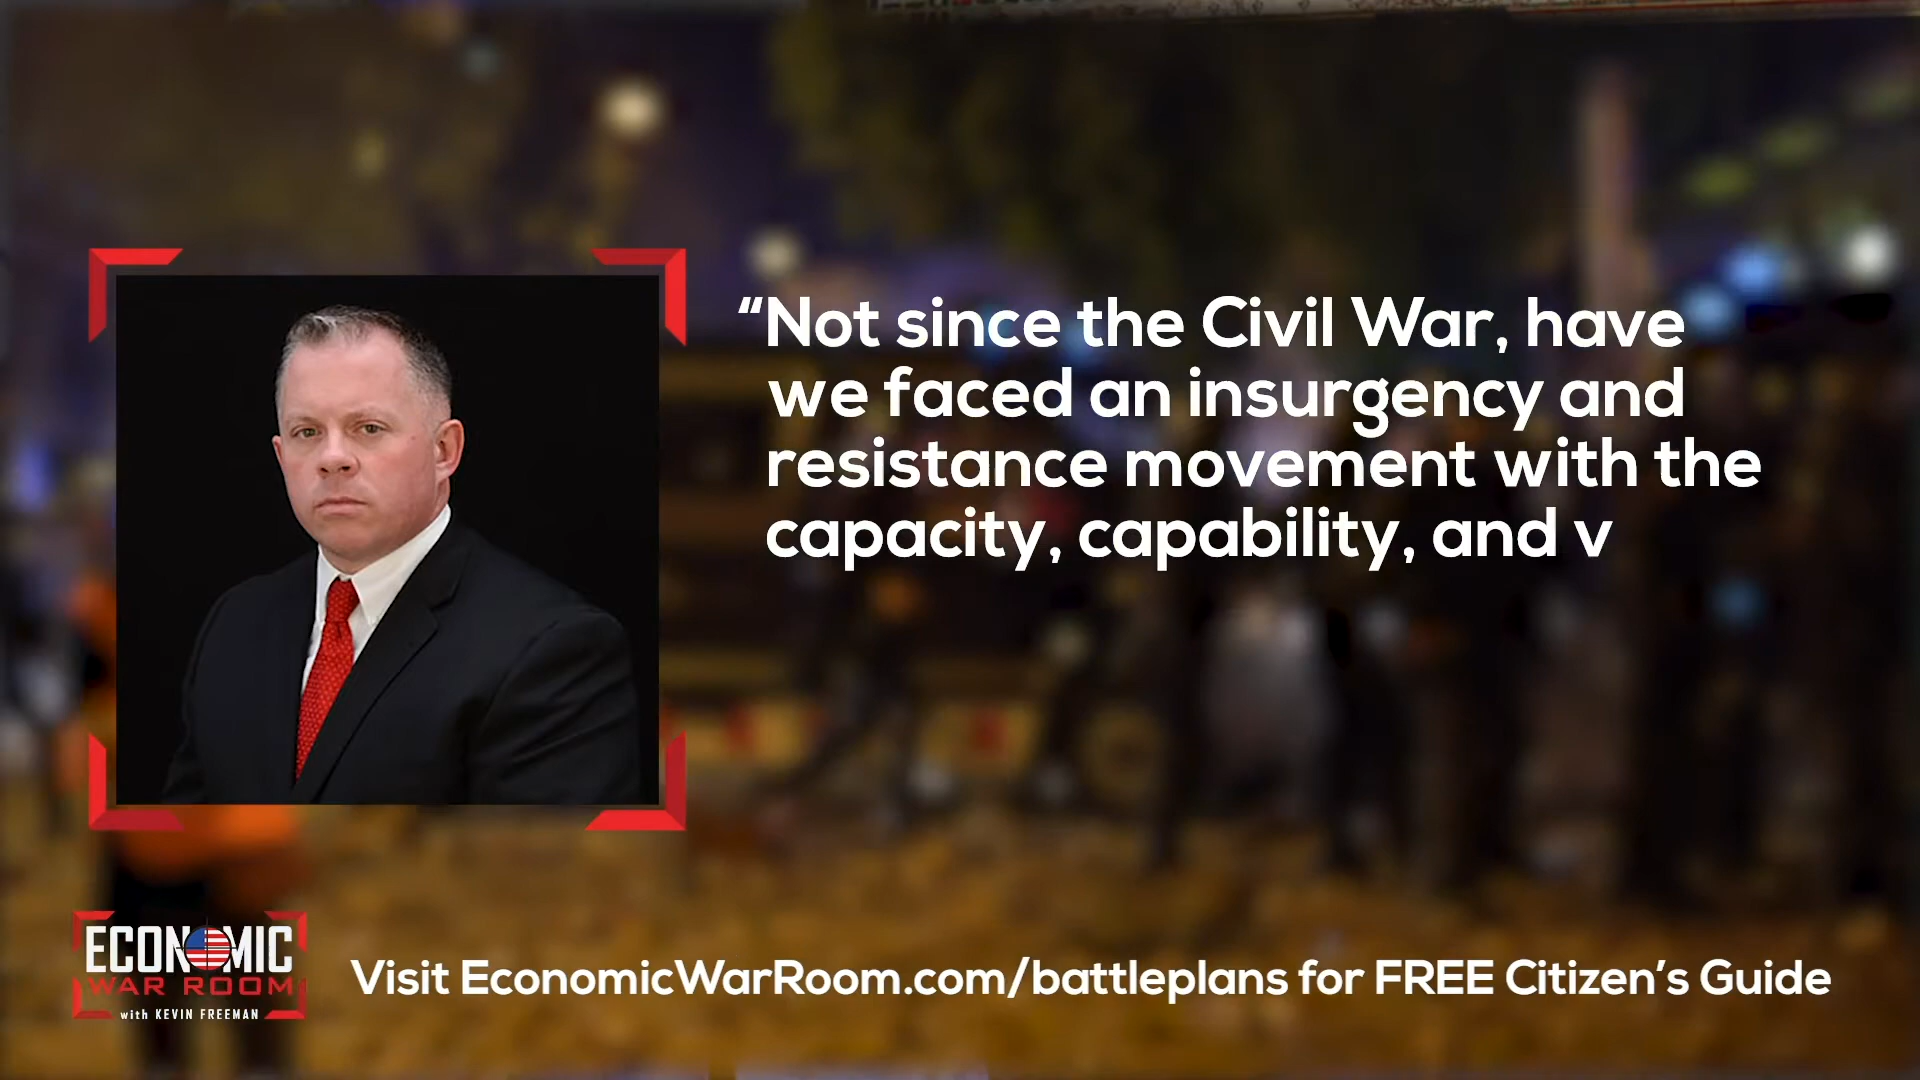 “Not since the Civil War, have
we faced an insurgency and
resistance movement with the
capacity, capability, and v
ECONOMIC
WAR ROOM
with KEVIN FREEMAN
Visit EconomicWarRoom.com/battleplans for FREE Citizen’s Guide